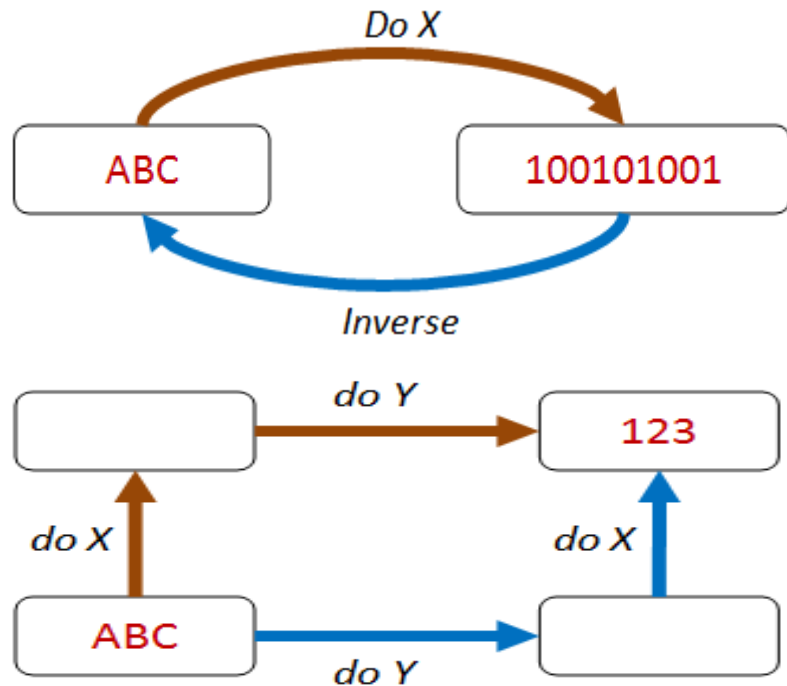 Do X
ABC
100101001
Inverse
do Y
123
do X
do X
ABC
do Y